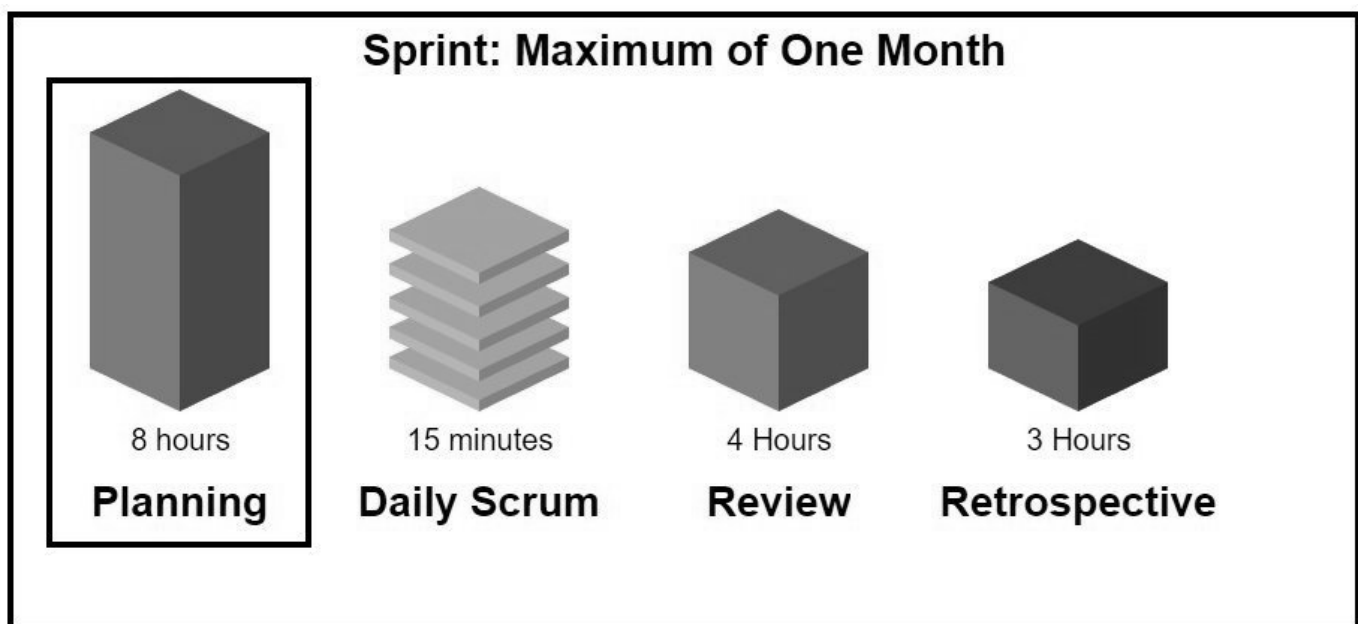 Sprint: Maximum of One Month
8 hours
15 minutes
4 Hours
3 Hours
Planning
Daily Scrum
Review
Retrospective